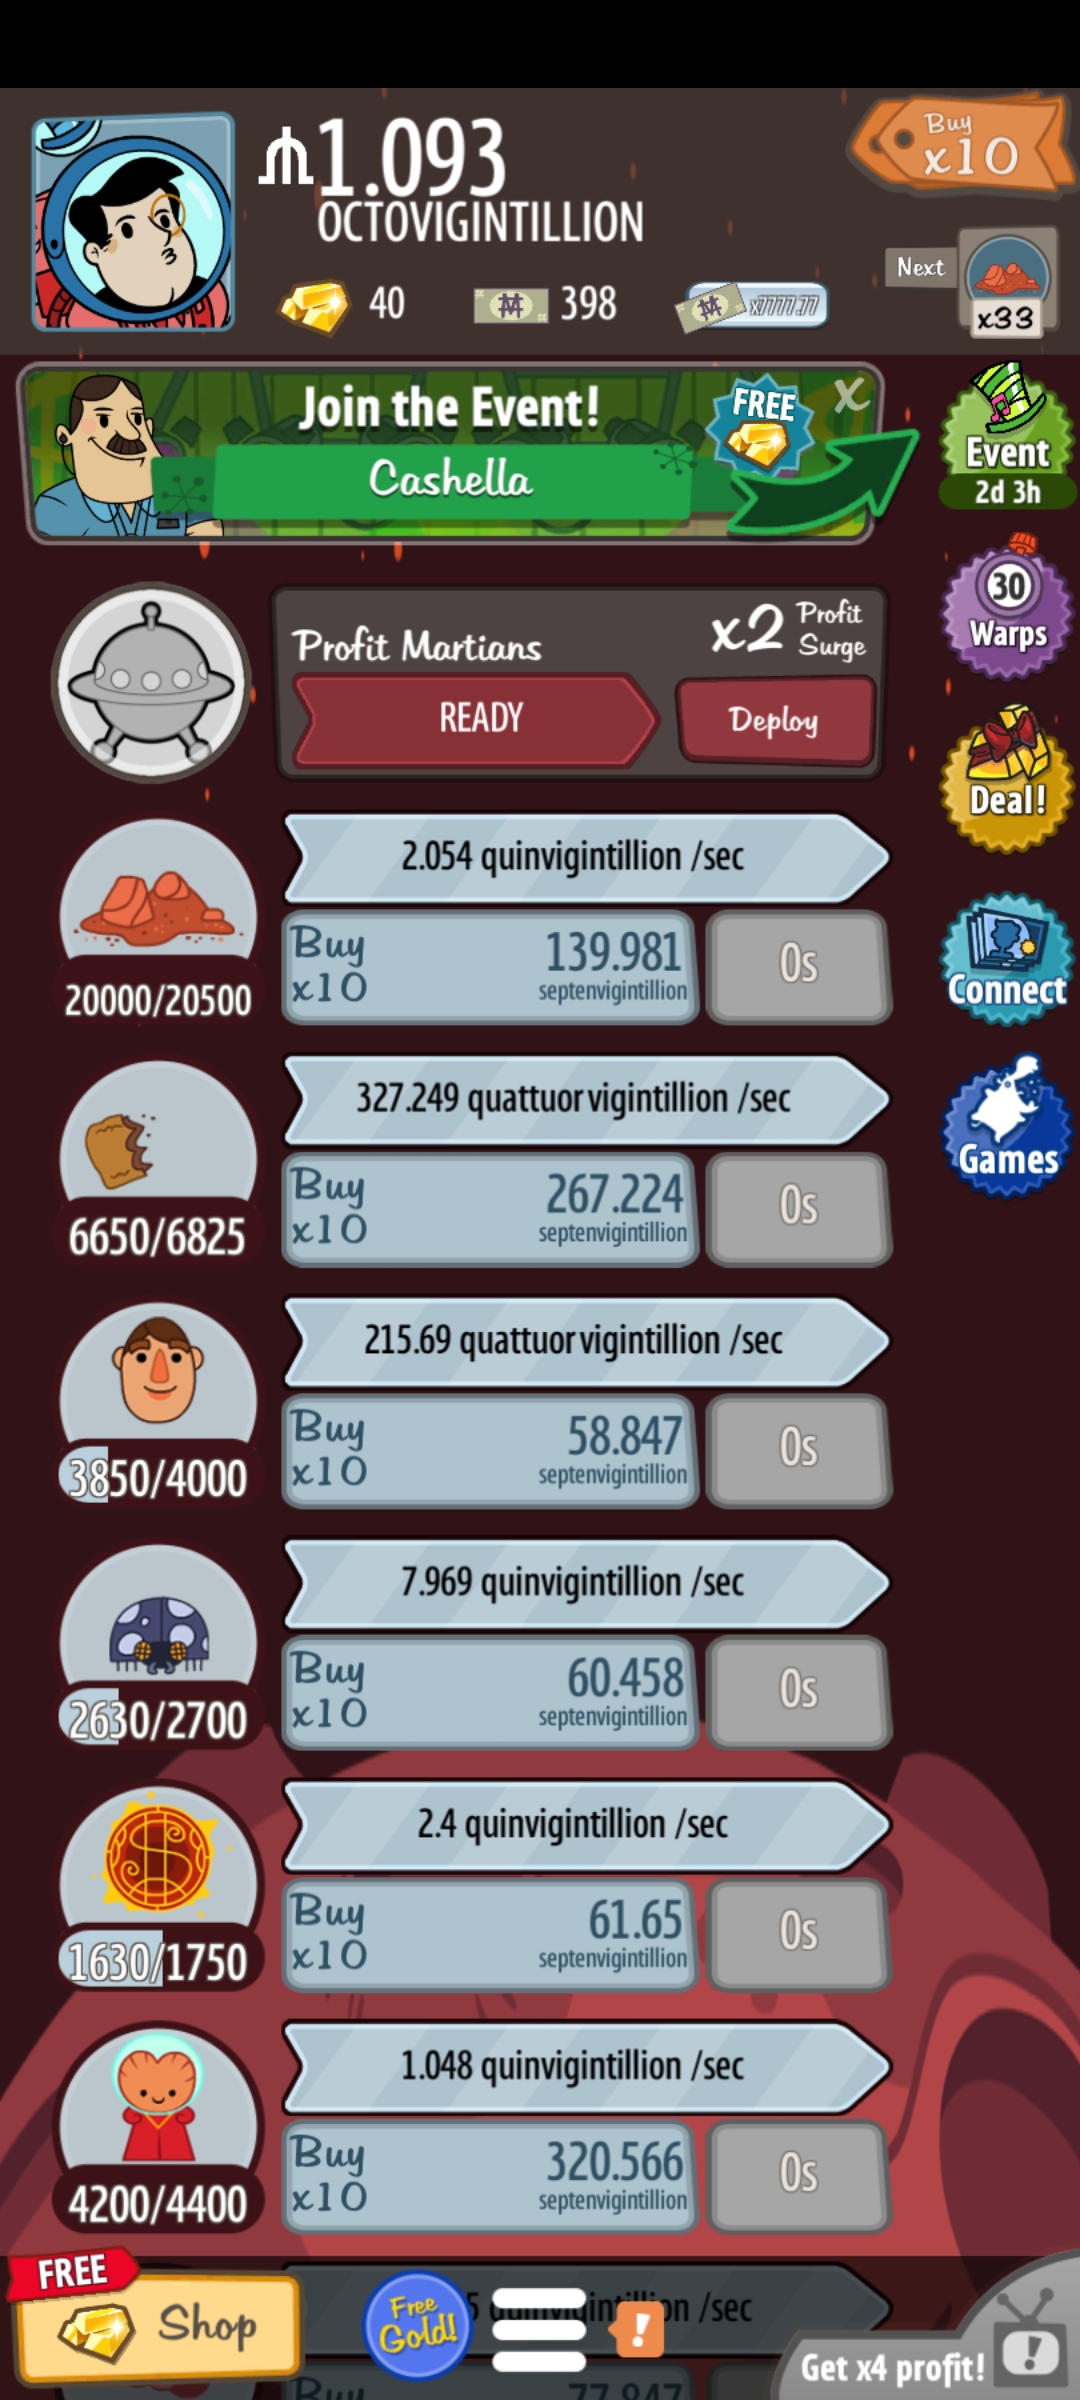 ₼1.093
OCTOVIGINTILLION
Buy
x10
40
398
x7777.77
Next
x33
Join the Event!
Cashella
FREE
X
Event
2d 3h
30
Warps
Deal!
Connect
Games
Profit Martians
x2 Profit
Surge
READY
Deploy
2.054 quinvigintillion /sec
Buy
x10
139.981
septenvigintillion
0s
20000/20500
327.249 quattuorvigintillion /sec
Buy
x10
267.224
septenvigintillion
0s
6650/6825
215.69 quattuorvigintillion /sec
Buy
x10
58.847
septenvigintillion
0s
3850/4000
7.969 quinvigintillion /sec
Buy
x10
60.458
septenvigintillion
0s
2630/2700
2.4 quinvigintillion /sec
Buy
x10
61.65
septenvigintillion
0s
1630/1750
1.048 quinvigintillion /sec
Buy
x10
320.566
septenvigintillion
0s
4200/4400
FREE
Shop
Free
Gold!
!
/sec
Buy
77.847
Get x4 profit!
!